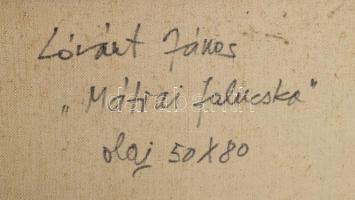 Lóránt János
„Mátrai falucska"
olaj 50X80